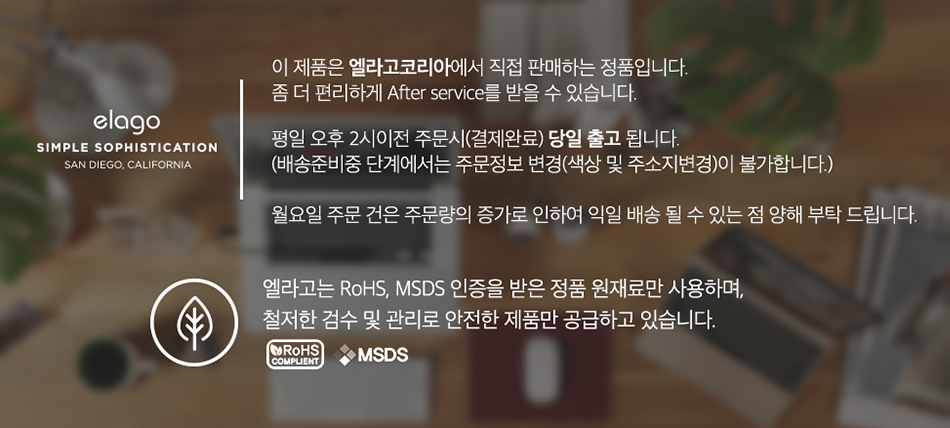 elago
SIMPLE SOPHISTICATION
SAN DIEGO, CALIFORNIA
이 제품은 엘라고코리아에서 직접 판매하는 정품입니다.
좀 더 편리하게 After service를 받을 수 있습니다.
평일 오후 2시이전 주문시(결제완료) 당일 출고 됩니다.
(배송준비중 단계에서는 주문정보 변경(색상 및 주소지변경)이 불가합니다.)
월요일 주문 건은 주문량의 증가로 인하여 익일 배송 될 수 있는 점 양해 부탁 드립니다.
엘라고는 RoHS, MSDS 인증을 받은 정품 원재료만 사용하며,
철저한 검수 및 관리로 안전한 제품만 공급하고 있습니다.
RoHS
COMPLIENT
MSDS